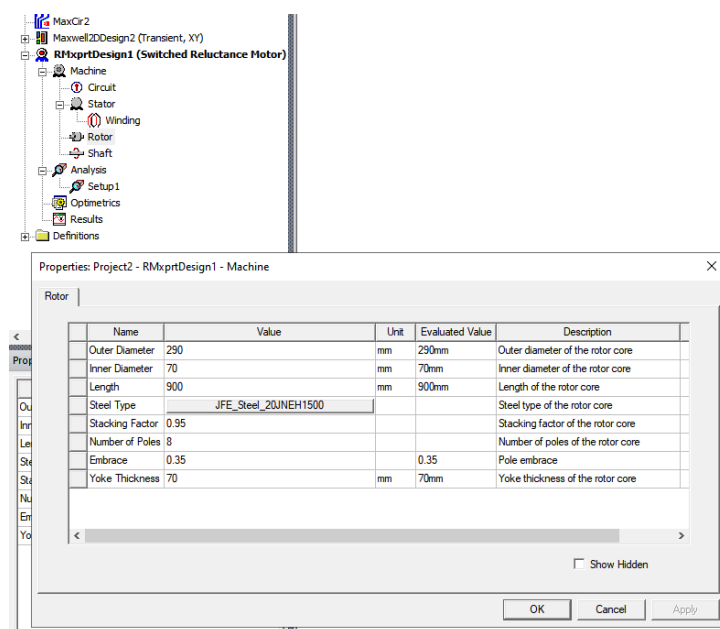 MaxCir2
Maxwell2DDesign2 (Transient, XY)
RMxprtDesign1 (Switched Reluctance Motor)
Machine
Circuit
Stator
Winding
Rotor
Shaft
Analysis
Setup1
Optimetrics
Results
Definitions
Properties: Project2 - RMxprtDesign1 - Machine
Rotor
Name Value Unit Evaluated Value Description
Outer Diameter 290 mm 290mm Outer diameter of the rotor core
Inner Diameter 70 mm 70mm Inner diameter of the rotor core
Length 900 mm 900mm Length of the rotor core
Steel Type JFE_Steel_20JNEH1500 Steel type of the rotor core
Stacking Factor 0.95 Stacking factor of the rotor core
Number of Poles 8 Number of poles of the rotor core
Embrace 0.35 0.35 Pole embrace
Yoke Thickness 70 mm 70mm Yoke thickness of the rotor core
Show Hidden
OK Cancel Apply
Prop
Ou
Inn
Le
Ste
Sta
Nu
Em
Yo